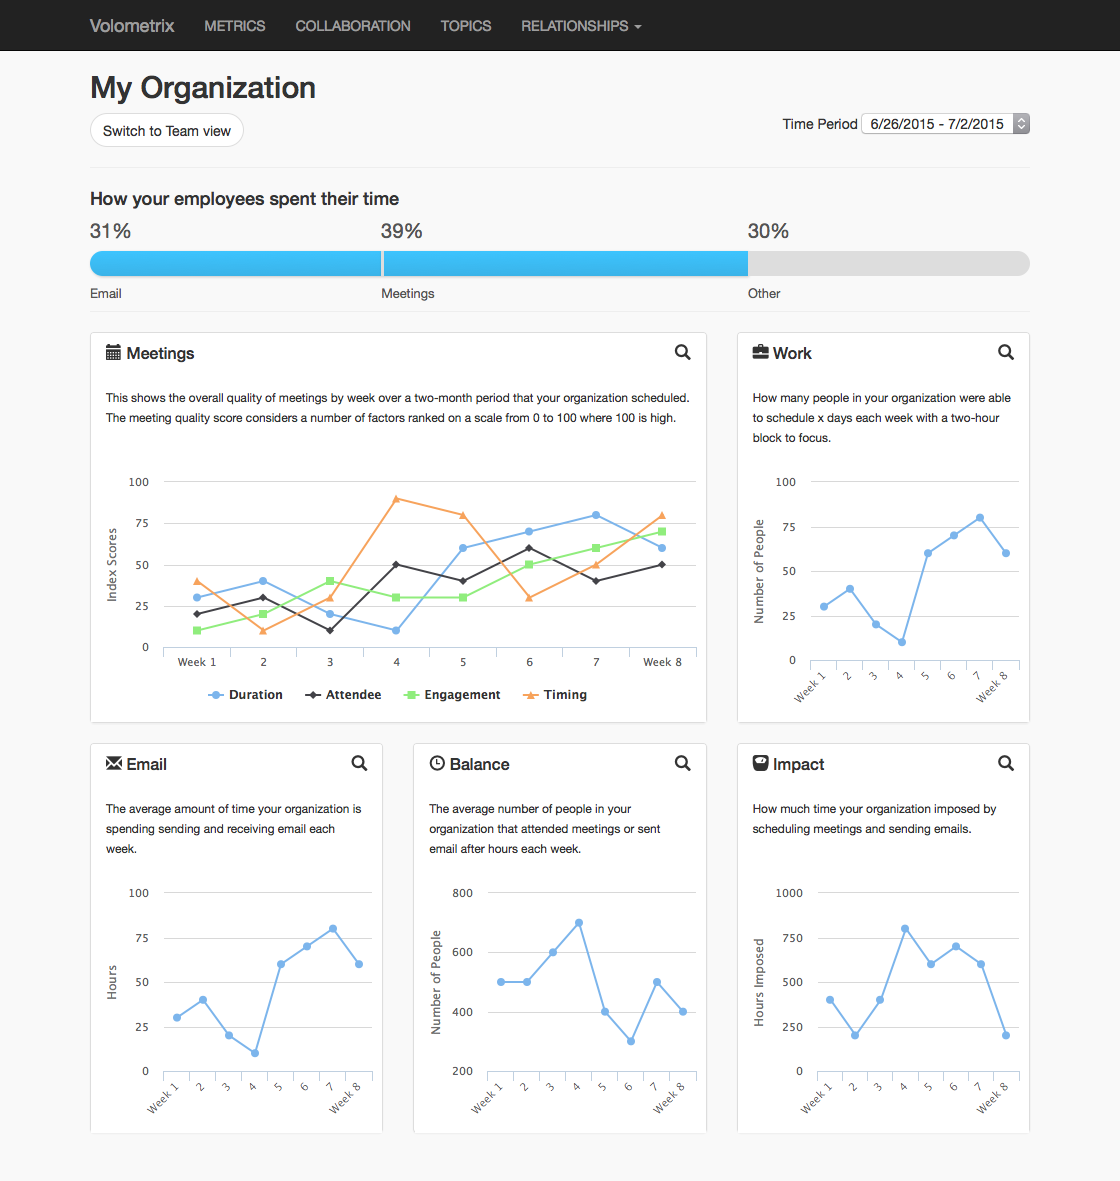 Volometrix METRICS COLLABORATION TOPICS RELATIONSHIPS
My Organization
Switch to Team view
Time Period 6/26/2015 - 7/2/2015
How your employees spent their time
31% 39% 30%
Email Meetings Other
Meetings
This shows the overall quality of meetings by week over a two-month period that your organization scheduled.
The meeting quality score considers a number of factors ranked on a scale from 0 to 100 where 100 is high.
Index Scores
100
75
50
25
0
Week 1 2 3 4 5 6 7 Week 8
Duration Attendee Engagement Timing
Work
How many people in your organization were able
to schedule x days each week with a two-hour
block to focus.
Number of People
100
75
50
25
0
Week 1 2 3 4 5 6 7 Week 8
Email
The average amount of time your organization is
spending sending and receiving email each
week.
Hours
100
75
50
25
0
Week 1 2 3 4 5 6 7 Week 8
Balance
The average number of people in your
organization that attended meetings or sent
email after hours each week.
Number of People
800
600
400
200
Week 1 2 3 4 5 6 7 Week 8
Impact
How much time your organization imposed by
scheduling meetings and sending emails.
Hours Imposed
1000
750
500
250
0
Week 1 2 3 4 5 6 7 Week 8